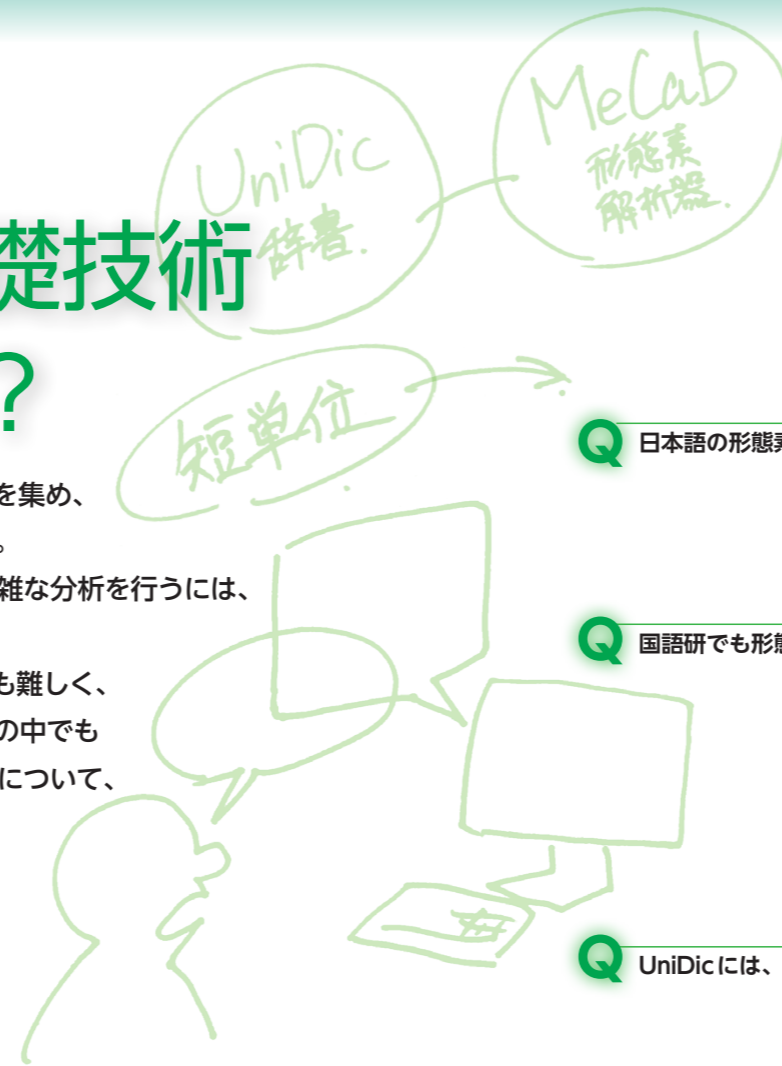 UniDic
辞書.
MeCab
形態素
解析器.
礎技術
?
短単位
を集め、
。
雑な分析を行うには、
も難しく、
の中でも
について、
Q 日本語の形態素
Q 国語研でも形態
Q UniDicには、